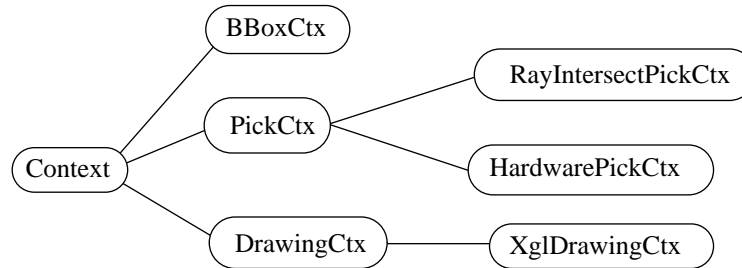 BBoxCtx
RayIntersectPickCtx
PickCtx
Context
HardwarePickCtx
DrawingCtx
XglDrawingCtx